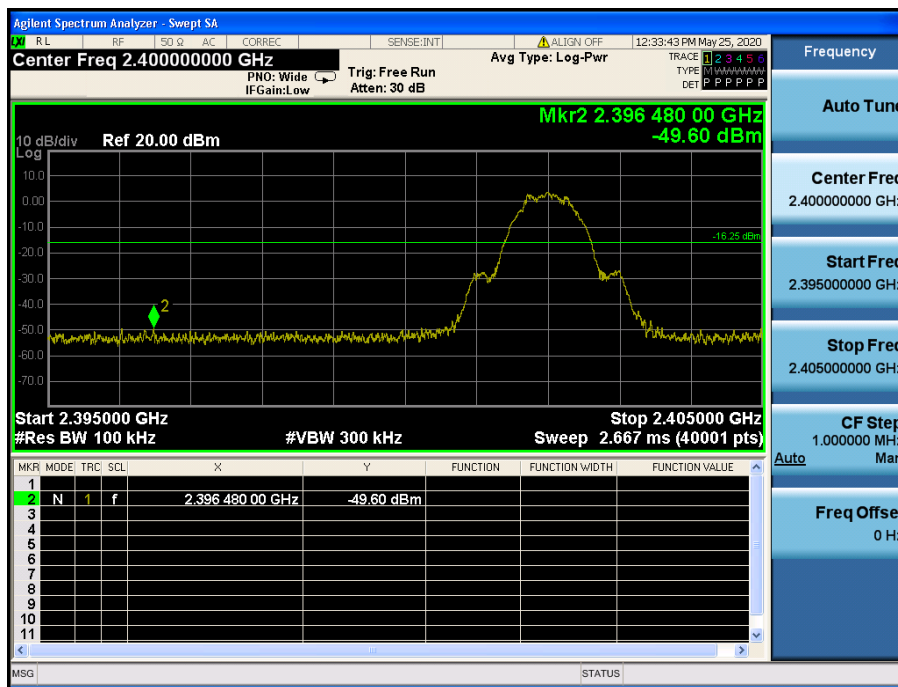 Agilent Spectrum Analyzer - Swept SA
LXI RL RF 50 Ω AC CORREC SENSE:INT ALIGN OFF 12:33:43 PM May 25, 2020
Center Freq 2.400000000 GHz
PNO: Wide
IFGain:Low
Trig: Free Run
Atten: 30 dB
Avg Type: Log-Pwr
TRACE 1 2 3 4 5 6
TYPE M W W W W W
DET P P P P P P
Mkr2 2.396 480 00 GHz
-49.60 dBm
10 dB/div Ref 20.00 dBm
Log
10.0
0.00
-10.0
-16.25 dBm
-20.0
-30.0
-40.0
2
-50.0
-60.0
-70.0
Start 2.395000 GHz Stop 2.405000 GHz
#Res BW 100 kHz #VBW 300 kHz Sweep 2.667 ms (40001 pts)
MKR MODE TRC SCL X Y FUNCTION FUNCTION WIDTH FUNCTION VALUE
1
2 N 1 f 2.396 480 00 GHz -49.60 dBm
3
4
5
6
7
8
9
10
11
MSG STATUS
Frequency
Auto Tune
Center Freq
2.400000000 GHz
Start Freq
2.395000000 GHz
Stop Freq
2.405000000 GHz
CF Step
1.000000 MHz
Auto Man
Freq Offset
0 Hz